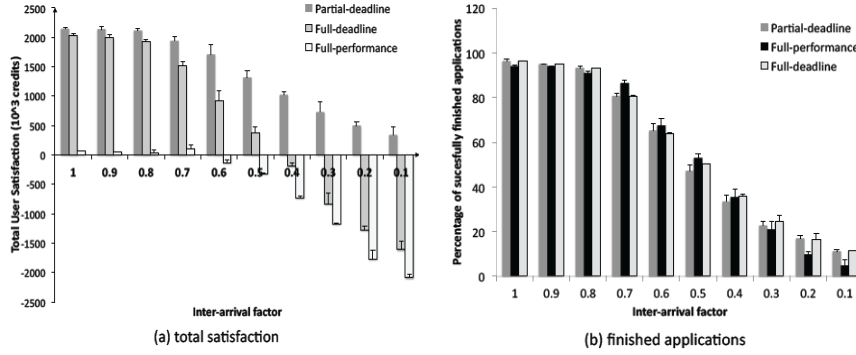 2500
2000
1500
1000
500
0
-500
-1000
-1500
-2000
-2500
Total User Satisfaction (10^3 credits)
Partial-deadline
Full-deadline
Full-performance
1 0.9 0.8 0.7 0.6 0.5 0.4 0.3 0.2 0.1
Inter-arrival factor
(a) total satisfaction
120
100
80
60
40
20
0
Percentage of sucesfully finished applications
Partial-deadline
Full-performance
Full-deadline
1 0.9 0.8 0.7 0.6 0.5 0.4 0.3 0.2 0.1
Inter-arrival factor
(b) finished applications